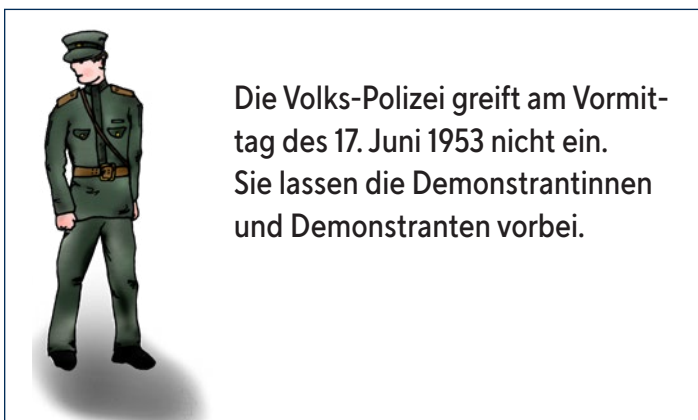 Die Volks-Polizei greift am Vormit-
tag des 17. Juni 1953 nicht ein.
Sie lassen die Demonstrantinnen
und Demonstranten vorbei.